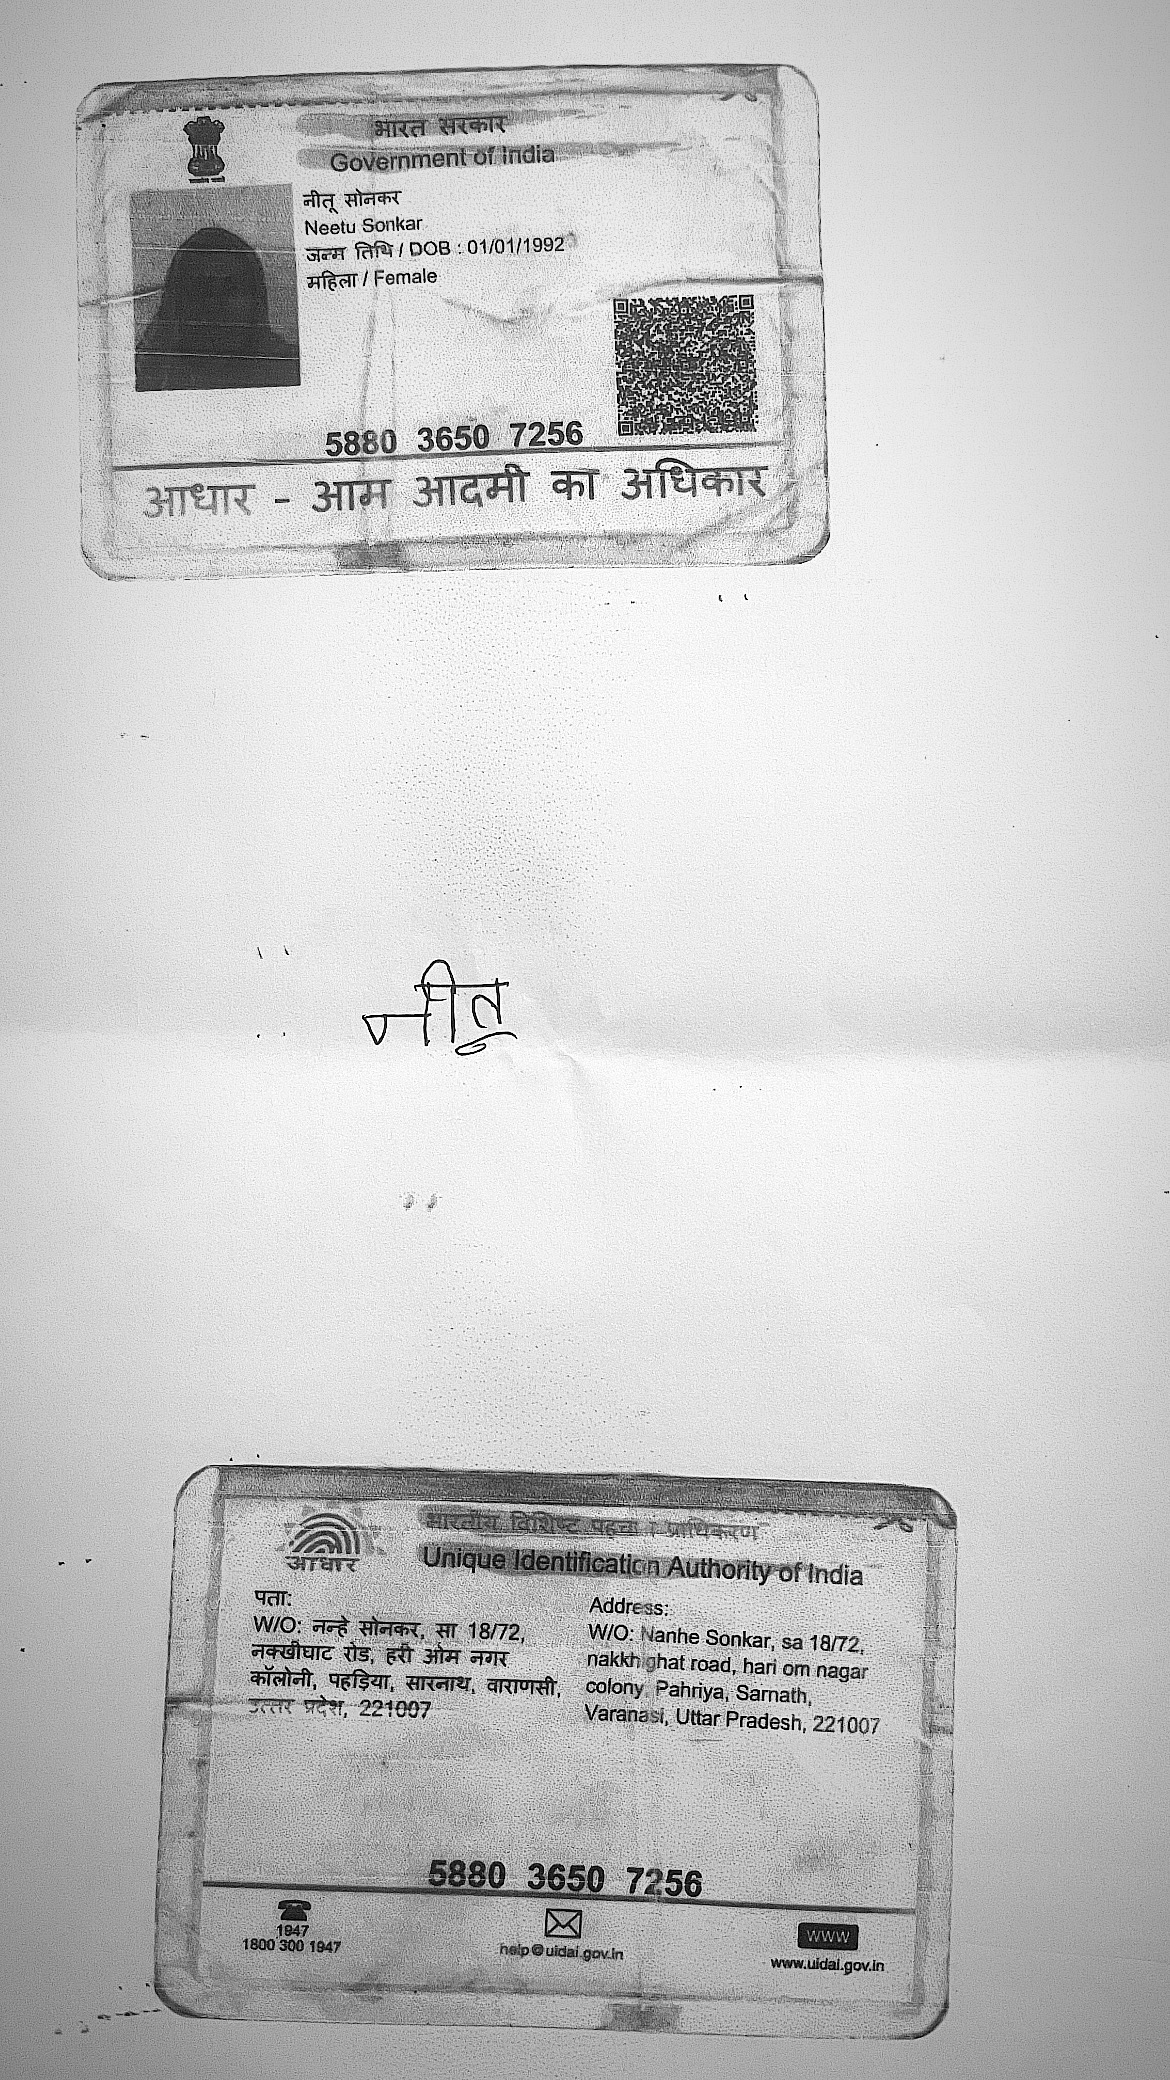 भारत सरकार
Government of India
नीतू सोनकर
Neetu Sonkar
जन्म तिथि / DOB : 01/01/1992
महिला / Female
5880 3650 7256
आधार - आम आदमी का अधिकार
नीतू
भारतीय विशिष्ट पहचा प्राधिकरण
Unique Identification Authority of India
आधार
पता:
W/O: नन्हे सोनकर, सा 18/72,
नक्खीघाट रोड, हरी ओम नगर
कॉलोनी, पहड़िया, सारनाथ, वाराणसी,
उत्तर प्रदेश, 221007
Address:
W/O: Nanhe Sonkar, sa 18/72,
nakkhighat road, hari om nagar
colony, Pahriya, Sarnath,
Varanasi, Uttar Pradesh, 221007
5880 3650 7256
1947
1800 300 1947
help@uidai.gov.in
WWW
www.uidai.gov.in